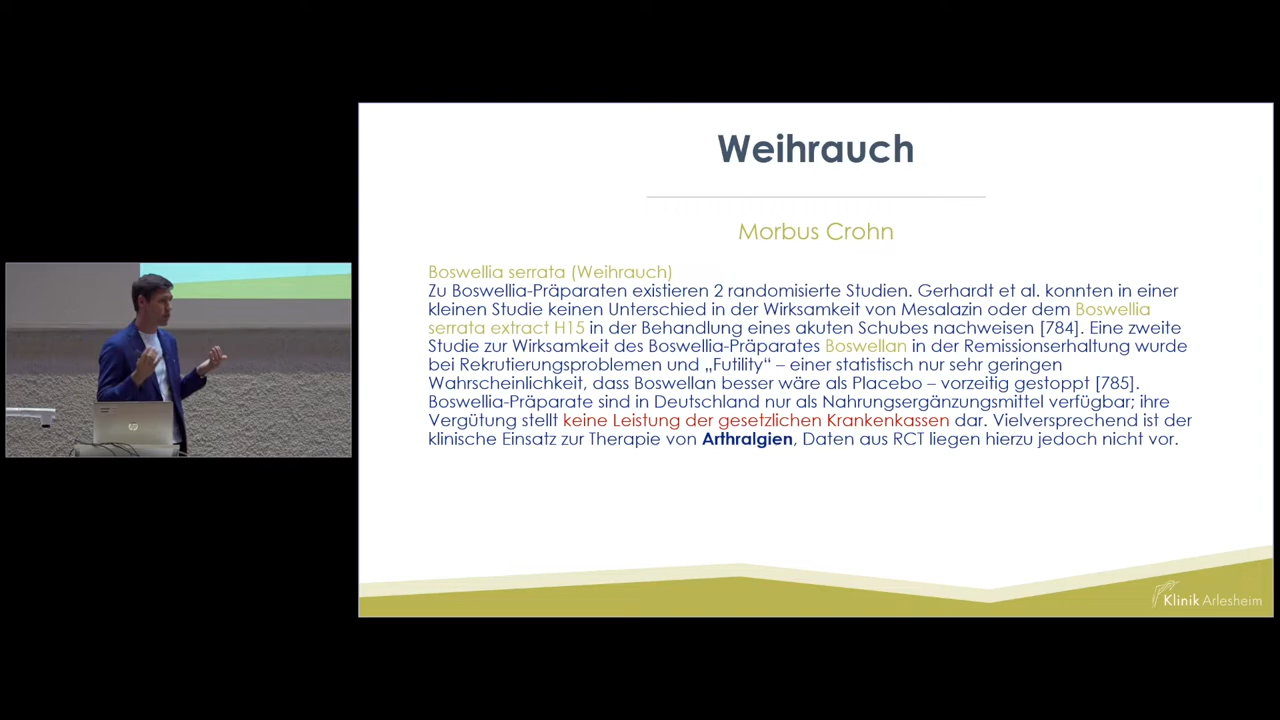 Weihrauch
Morbus Crohn
Boswellia serrata (Weihrauch)
Zu Boswellia-Präparaten existieren 2 randomisierte Studien. Gerhardt et al. konnten in einer
kleinen Studie keinen Unterschied in der Wirksamkeit von Mesalazin oder dem Boswellia
serrata extract H15 in der Behandlung eines akuten Schubes nachweisen [784]. Eine zweite
Studie zur Wirksamkeit des Boswellia-Präparates Boswellan in der Remissionserhaltung wurde
bei Rekrutierungsproblemen und „Futility“ – einer statistisch nur sehr geringen
Wahrscheinlichkeit, dass Boswellan besser wäre als Placebo – vorzeitig gestoppt [785].
Boswellia-Präparate sind in Deutschland nur als Nahrungsergänzungsmittel verfügbar; ihre
Vergütung stellt keine Leistung der gesetzlichen Krankenkassen dar. Vielversprechend ist der
klinische Einsatz zur Therapie von Arthralgien, Daten aus RCT liegen hierzu jedoch nicht vor.
Klinik Arlesheim
hp